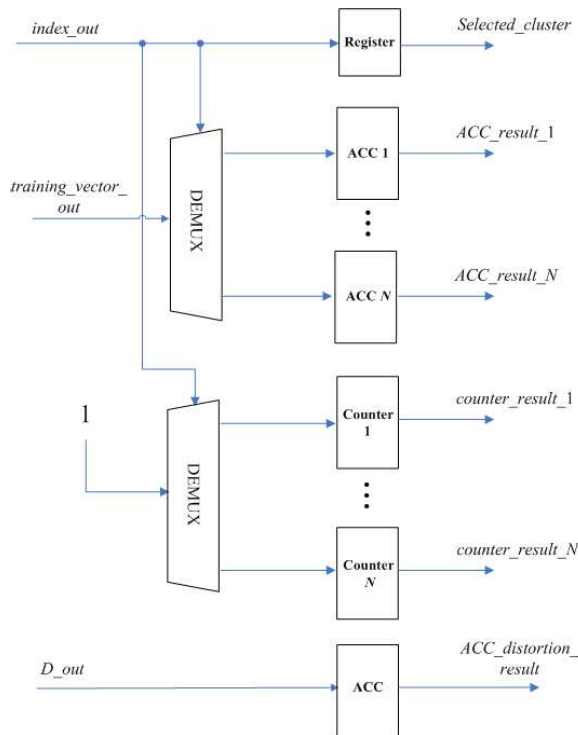 index_out
Register
Selected_cluster
training_vector_
out
DEMUX
ACC 1
ACC_result_1
ACC N
ACC_result_N
1
DEMUX
Counter
1
counter_result_1
Counter
N
counter_result_N
D_out
ACC
ACC_distortion_
result